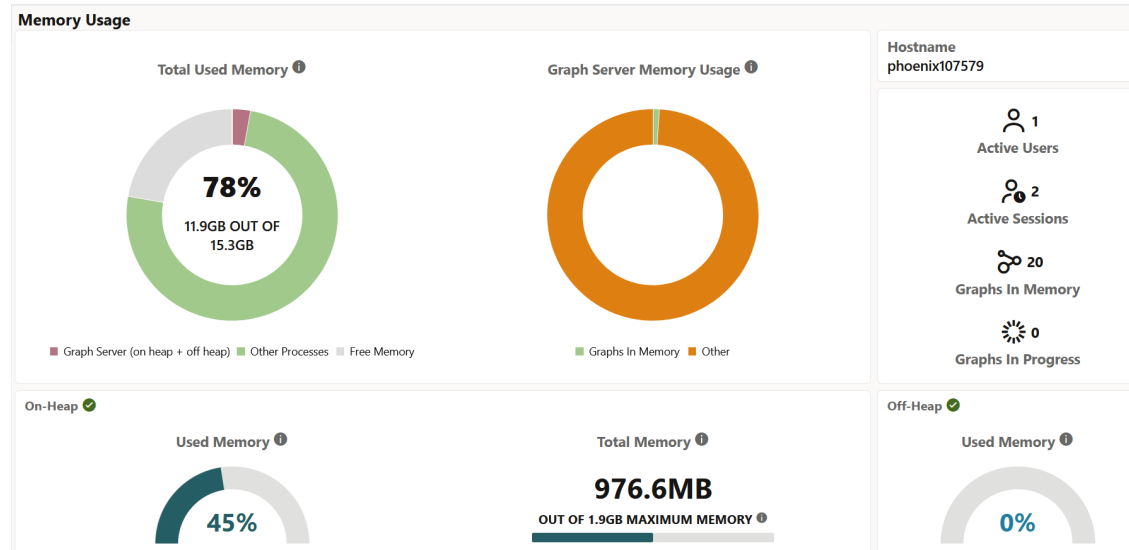 Memory Usage
Total Used Memory
78%
11.9GB OUT OF
15.3GB
Graph Server (on heap + off heap) Other Processes Free Memory
Graph Server Memory Usage
Graphs In Memory Other
Hostname
phoenix107579
1
Active Users
2
Active Sessions
20
Graphs In Memory
0
Graphs In Progress
On-Heap
Used Memory
45%
Total Memory
976.6MB
OUT OF 1.9GB MAXIMUM MEMORY
Off-Heap
Used Memory
0%